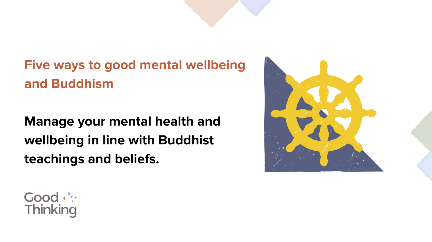 Five ways to good mental wellbeing
and Buddhism
Manage your mental health and
wellbeing in line with Buddhist
teachings and beliefs.
Good
Thinking